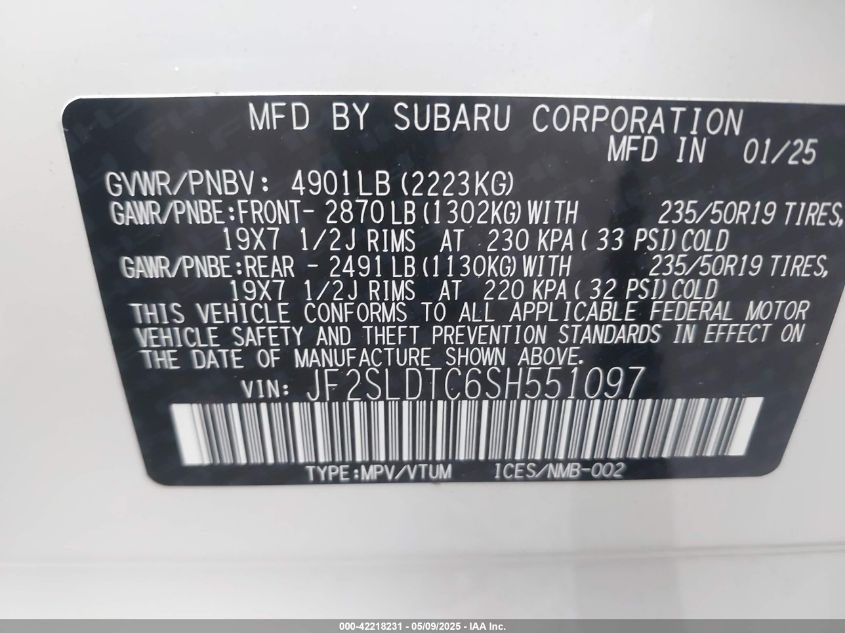 MFD BY SUBARU CORPORATION
MFD IN 01/25
GVWR/PNBV: 4901LB(2223KG)
GAWR/PNBE:FRONT- 2870LB(1302KG)WITH 235/50R19 TIRES,
19X7 1/2J RIMS AT 230 KPA( 33 PSI)COLD
GAWR/PNBE:REAR - 2491LB(1130KG)WITH 235/50R19 TIRES,
19X7 1/2J RIMS AT 220 KPA( 32 PSI)COLD
THIS VEHICLE CONFORMS TO ALL APPLICABLE FEDERAL MOTOR
VEHICLE SAFETY AND THEFT PREVENTION STANDARDS IN EFFECT ON
THE DATE OF MANUFACTURE SHOWN ABOVE.
VIN: JF2SLDTC6SH551097
TYPE:MPV/VTUM ICES/NMB-002
000-42218231 - 05/09/2025 - IAA Inc.